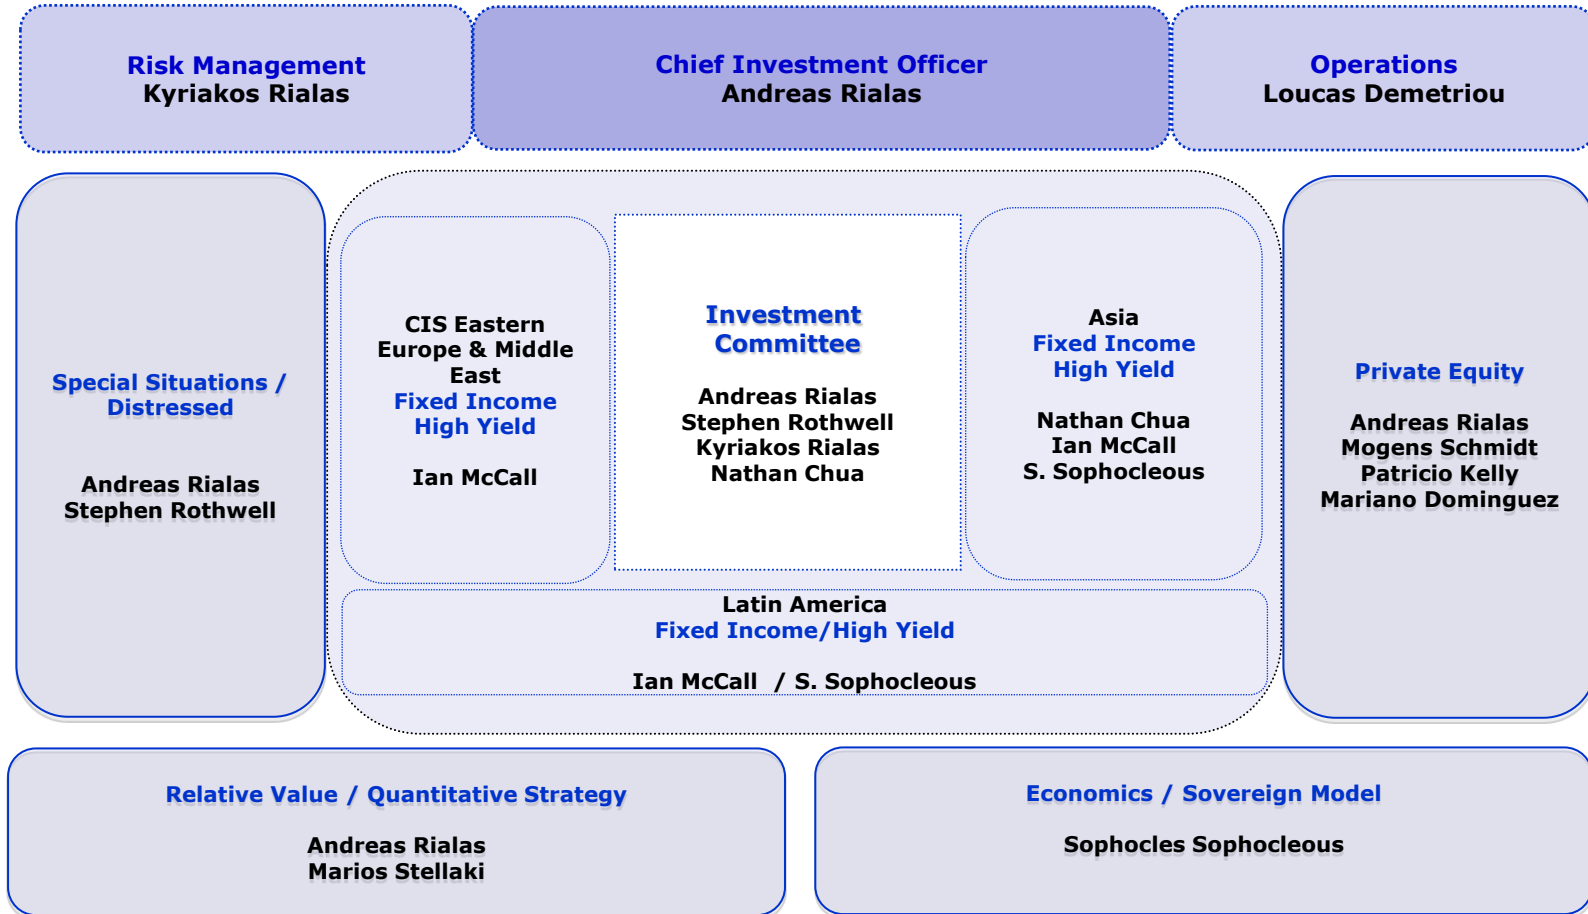 Risk Management
Kyriakos Rialas
Chief Investment Officer
Andreas Rialas
Operations
Loucas Demetriou
Special Situations /
Distressed
Andreas Rialas
Stephen Rothwell
CIS Eastern
Europe & Middle
East
Fixed Income
High Yield
Ian McCall
Investment
Committee
Andreas Rialas
Stephen Rothwell
Kyriakos Rialas
Nathan Chua
Asia
Fixed Income
High Yield
Nathan Chua
Ian McCall
S. Sophocleous
Private Equity
Andreas Rialas
Mogens Schmidt
Patricio Kelly
Mariano Dominguez
Latin America
Fixed Income/High Yield
Ian McCall / S. Sophocleous
Relative Value / Quantitative Strategy
Andreas Rialas
Marios Stellaki
Economics / Sovereign Model
Sophocles Sophocleous